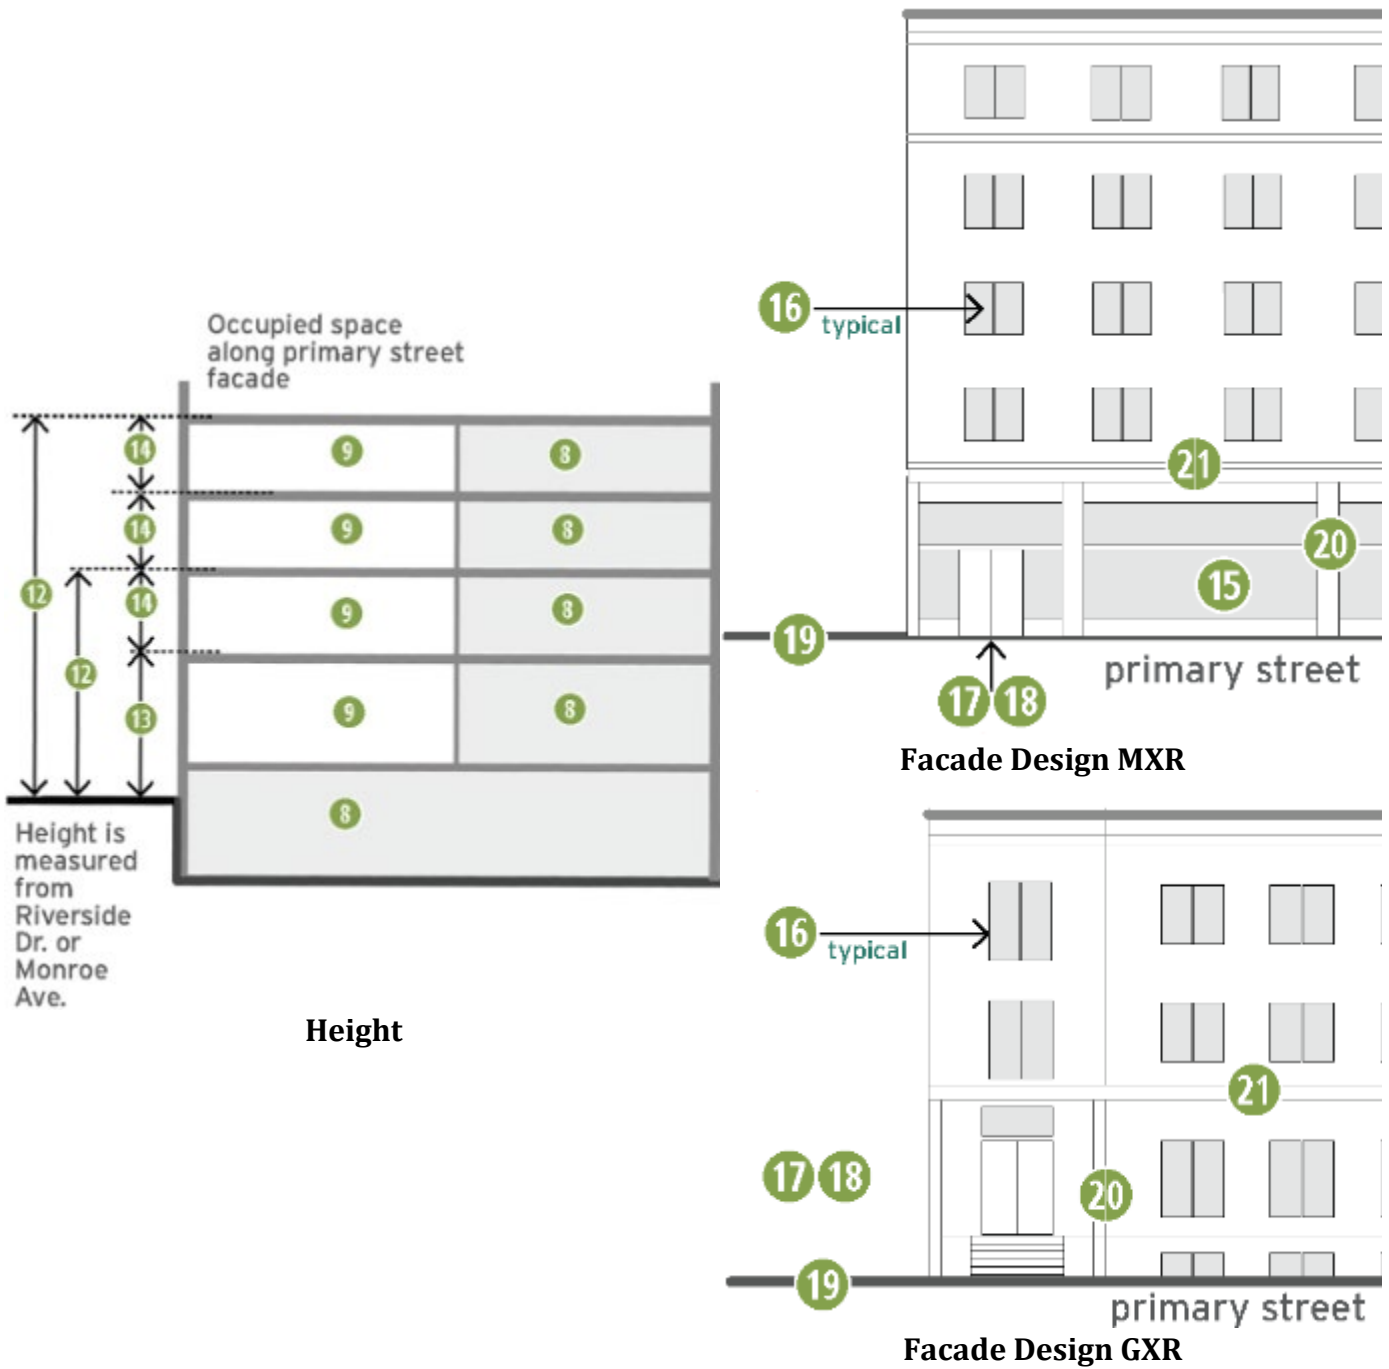 Occupied space
along primary street
facade
14
9
8
14
9
8
12
14
9
8
12
13
9
8
8
Height is
measured
from
Riverside
Dr. or
Monroe
Ave.
Height
16
typical
21
20
15
19
primary street
17 18
Facade Design MXR
16
typical
21
17 18
20
19
primary street
Facade Design GXR